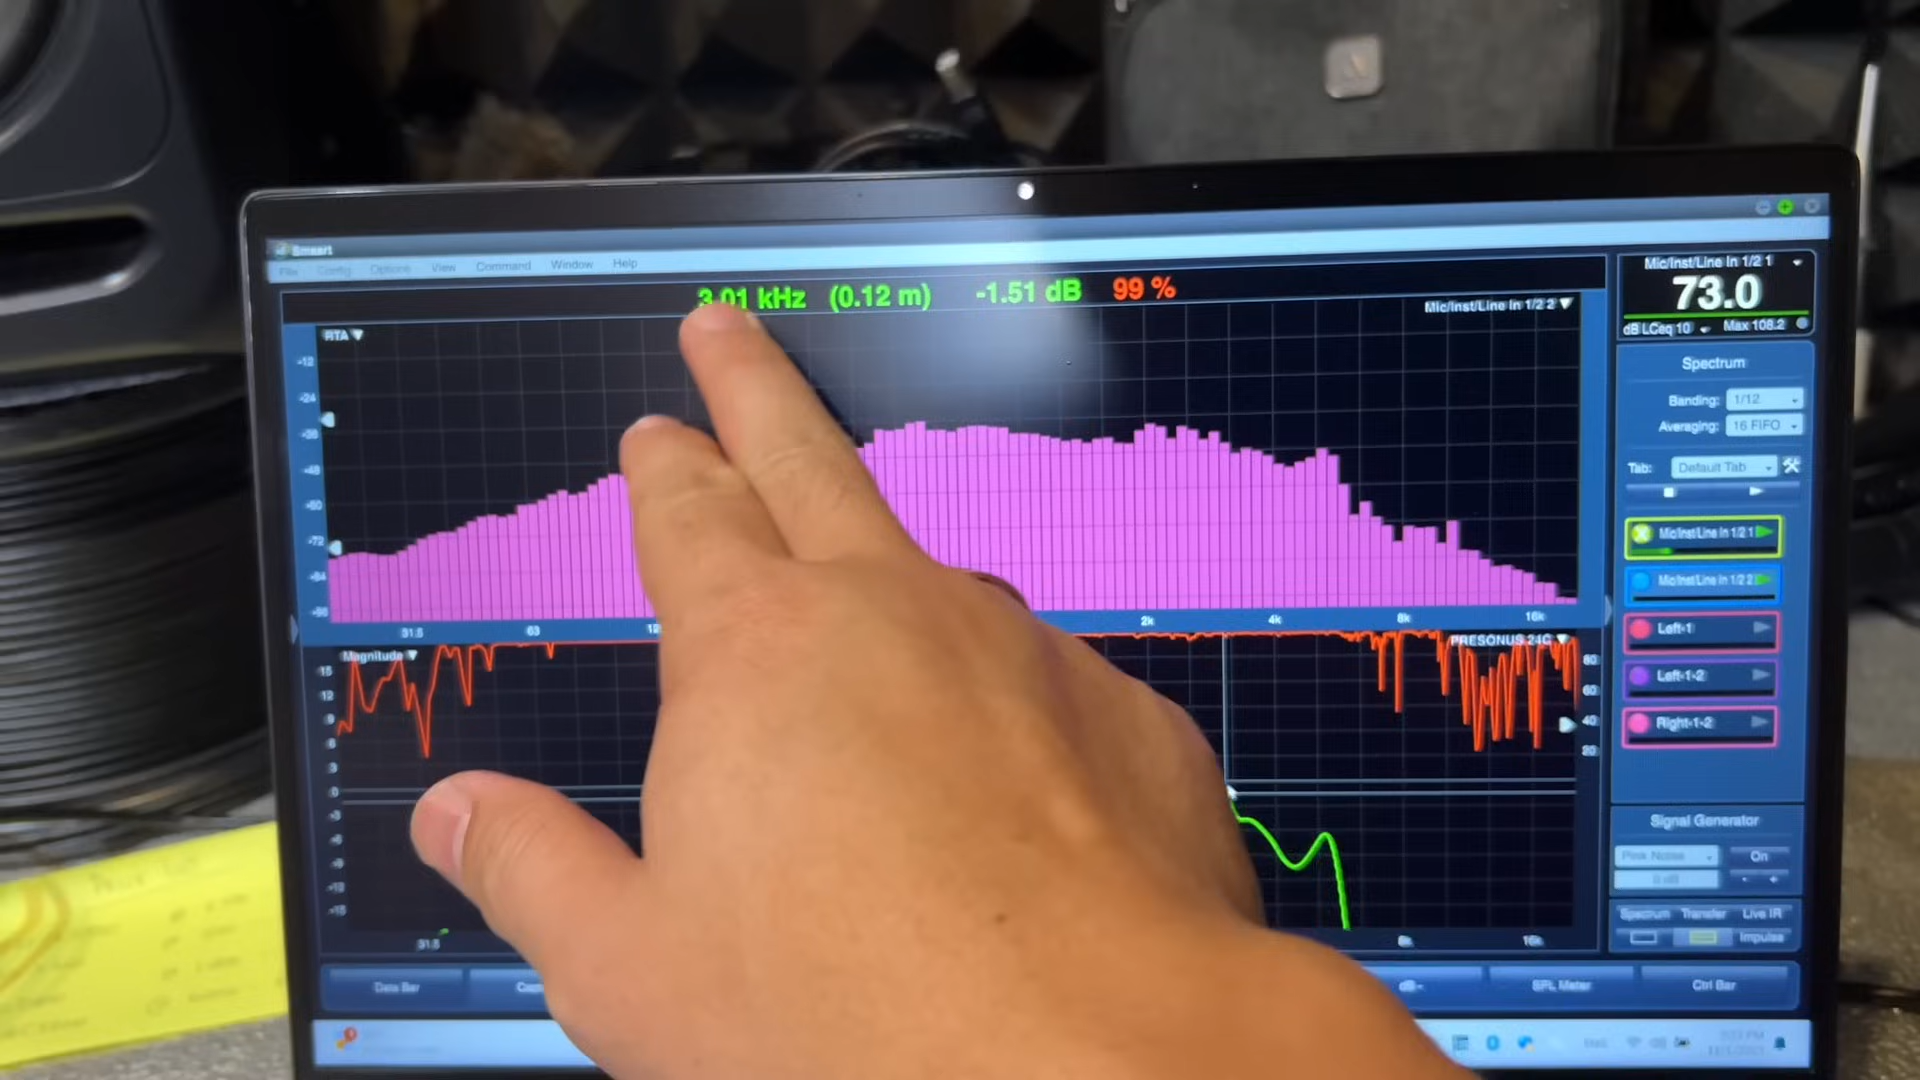 Smaart
File Config Options View Command Window Help
3.01 kHz (0.12 m) -1.51 dB 99 %
Mic/Inst/Line In 1/2 1
73.0
dB LCeq 10 Max 108.2
RTA
Mic/Inst/Line In 1/2 2
-12
-24
-36
-48
-60
-72
-84
-96
31.5 63 2k 4k 8k 16k
Spectrum
Banding: 1/12
Averaging: 16 FIFO
Tab: Default Tab
Mic/Inst/Line In 1/2 1
Mic/Inst/Line In 1/2 2
Left-1
Left-1-2
Right-1-2
Magnitude
PRESONUS 24C
15
12
9
6
3
0
-3
-6
-9
-12
-15
80
60
40
20
31.5 8k 16k
Signal Generator
Pink Noise On
Spectrum Transfer Live IR
Impulse
Data Bar
SPL Meter
Ctrl Bar